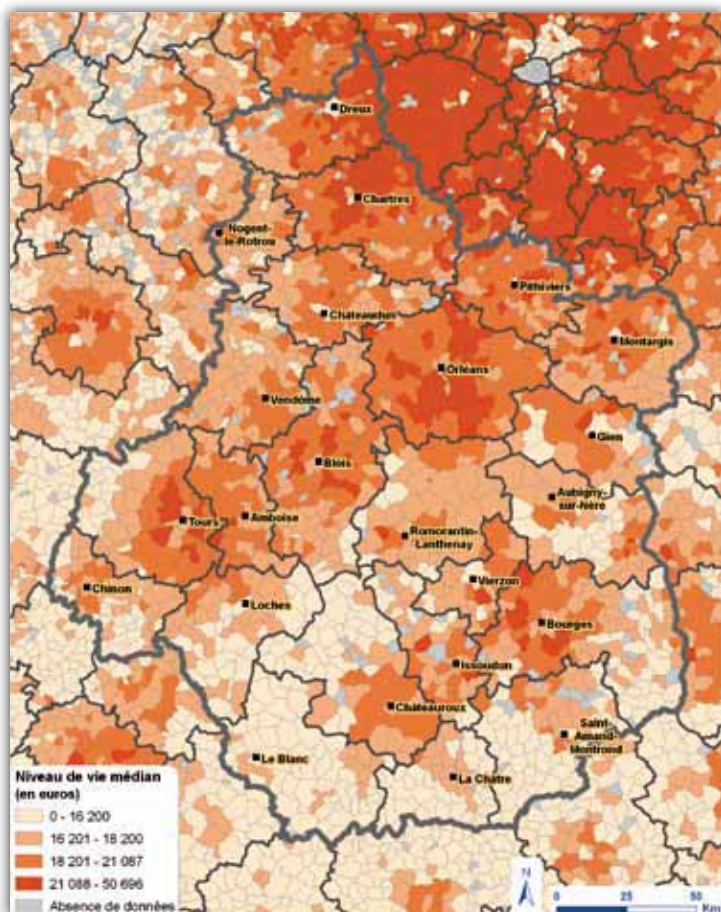 Dreux
Chartres
Nogent-
le-Rotrou
Pithiviers
Châteaudun
Montargis
Orléans
Vendôme
Gien
Blois
Aubigny-
sur-Nère
Tours
Amboise
Romorantin-
Lanthenay
Chinon
Vierzon
Loches
Bourges
Issoudun
Châteauroux
Saint-
Amand-
Montrond
Le Blanc
La Châtre
Niveau de vie médian
(en euros)
0 - 16 200
16 201 - 18 200
18 201 - 21 087
21 088 - 50 696
Absence de données
N
0 25 50
Km